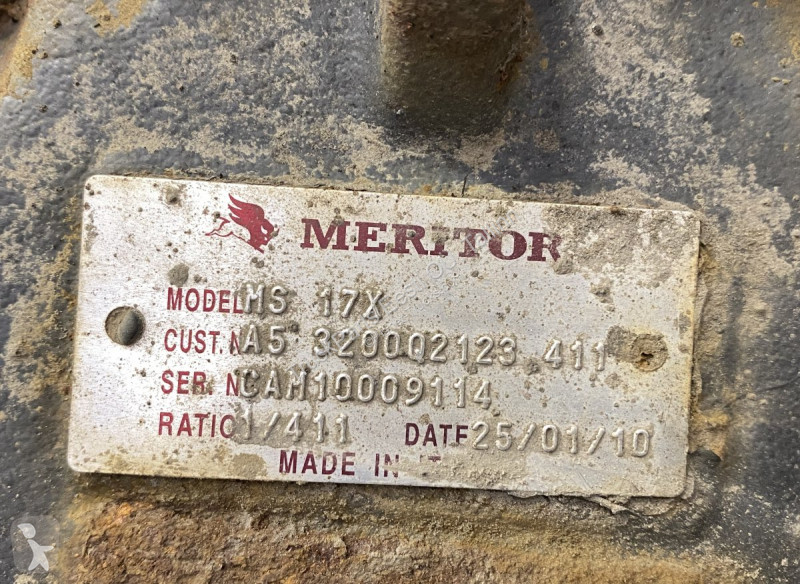 MERITOR
MODEL MS 17X
CUST.N A5 3200Q2123 411
SER. N CAM10009114
RATIO 1/411 DATE 25/01/10
MADE IN